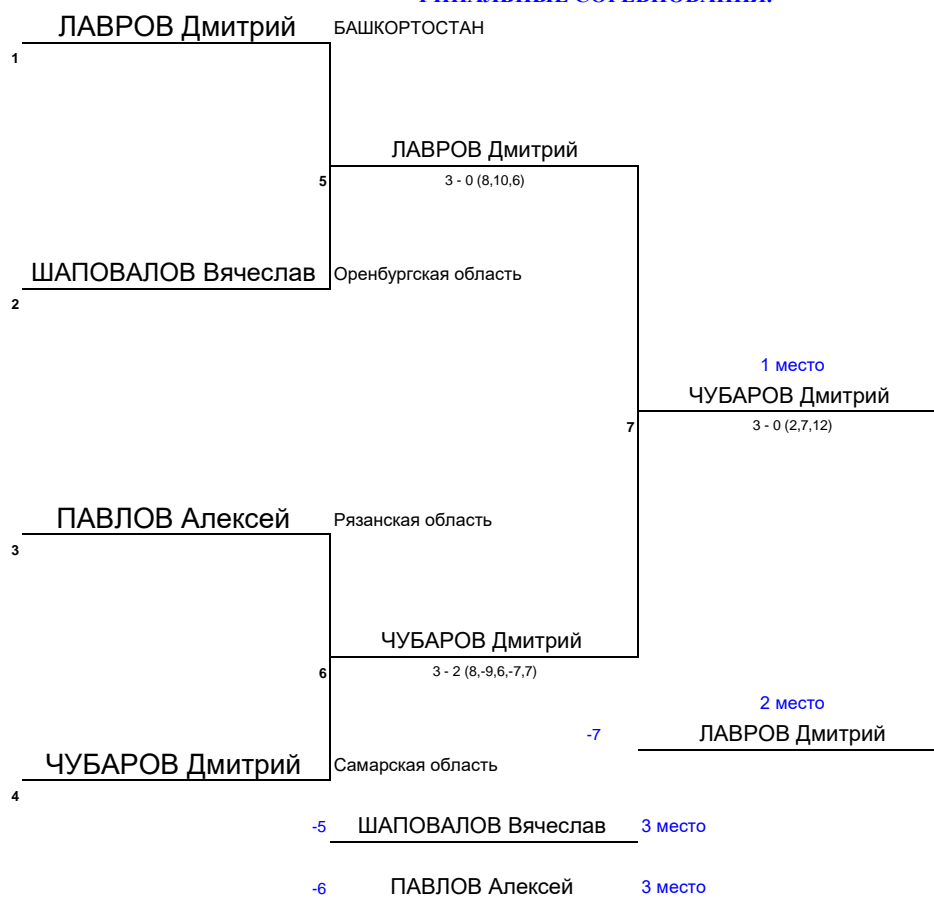 ФИНАЛЬНЫЕ СОРЕВНОВАНИЯ.
ЛАВРОВ Дмитрий БАШКОРТОСТАН
1
ЛАВРОВ Дмитрий
5 3 - 0 (8,10,6)
ШАПОВАЛОВ Вячеслав Оренбургская область
2
1 место
ЧУБАРОВ Дмитрий
7 3 - 0 (2,7,12)
ПАВЛОВ Алексей Рязанская область
3
ЧУБАРОВ Дмитрий
6 3 - 2 (8,-9,6,-7,7)
2 место
-7 ЛАВРОВ Дмитрий
ЧУБАРОВ Дмитрий Самарская область
4
-5 ШАПОВАЛОВ Вячеслав 3 место
-6 ПАВЛОВ Алексей 3 место